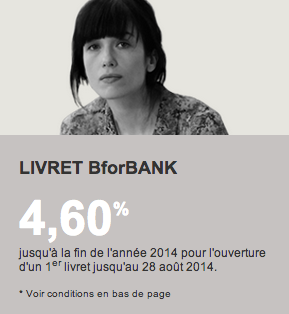 LIVRET BforBANK
4,60%
jusqu'à la fin de l'année 2014 pour l'ouverture
d'un 1er livret jusqu'au 28 août 2014.
* Voir conditions en bas de page